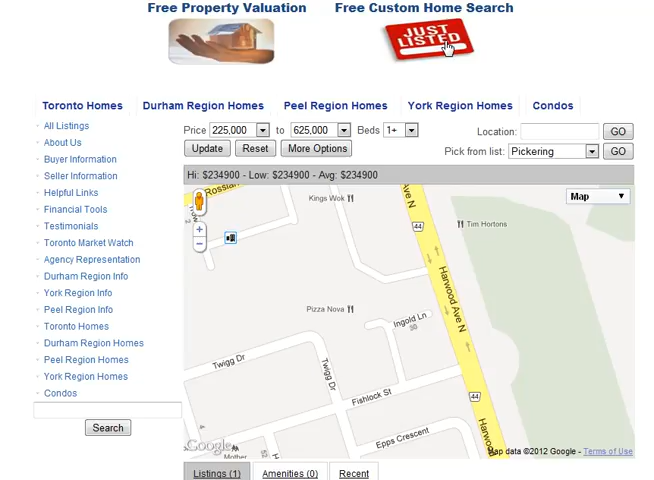 Free Property Valuation
Free Custom Home Search
JUST
LISTED
Toronto Homes
Durham Region Homes
Peel Region Homes
York Region Homes
Condos
All Listings
About Us
Buyer Information
Seller Information
Helpful Links
Financial Tools
Testimonials
Toronto Market Watch
Agency Representation
Durham Region Info
York Region Info
Peel Region Info
Toronto Homes
Durham Region Homes
Peel Region Homes
York Region Homes
Condos
Search
Price 225,000 to 625,000 Beds 1+
Location: GO
Update Reset More Options
Pick from list: Pickering GO
Hi: $234900 - Low: $234900 - Avg: $234900
Kings Wok
Map
44
Tim Hortons
Harwood Ave N
Pizza Nova
Ingold Ln
30
Twigg Dr
Twigg Dr
Fishlock St
44
Epps Crescent
Harwood
Google
Mother
Map data ©2012 Google - Terms of Use
Listings (1)
Amenities (0)
Recent